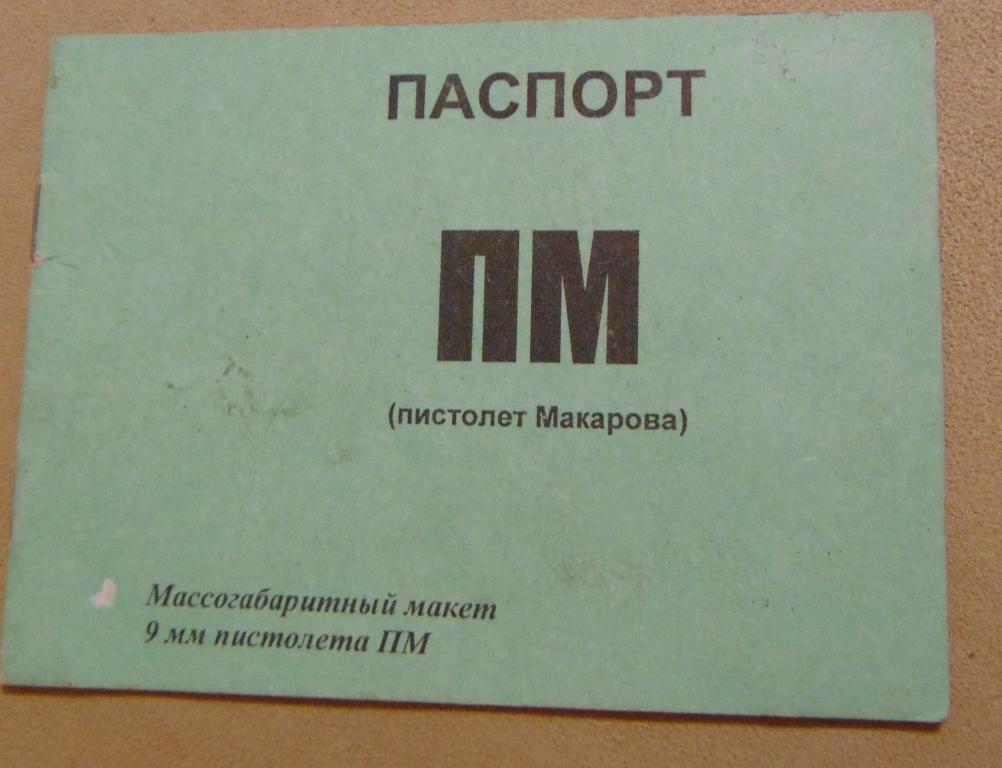 ПАСПОРТ
ПМ
(пистолет Макарова)
Массогабаритный макет
9 мм пистолета ПМ